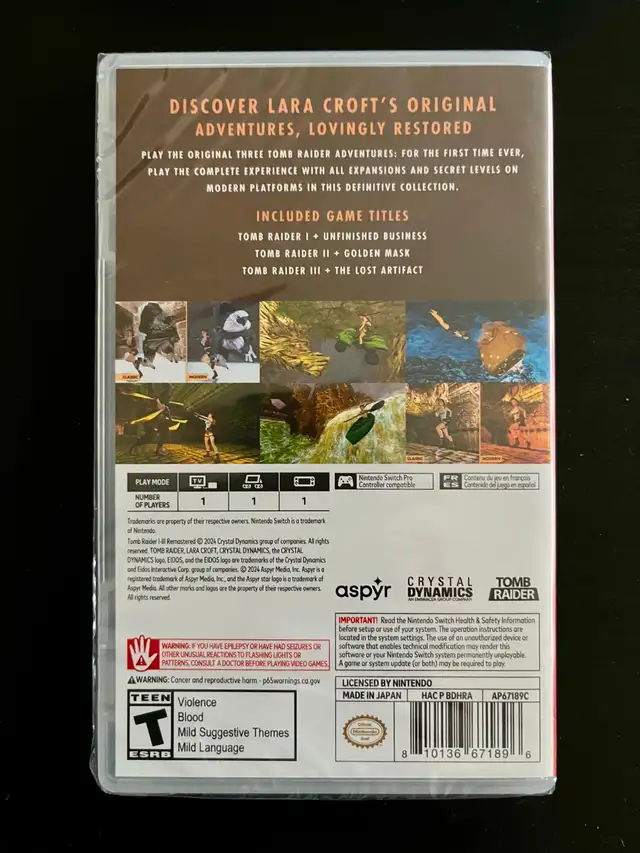 DISCOVER LARA CROFT'S ORIGINAL
ADVENTURES, LOVINGLY RESTORED
PLAY THE ORIGINAL THREE TOMB RAIDER ADVENTURES: FOR THE FIRST TIME EVER,
PLAY THE COMPLETE EXPERIENCE WITH ALL EXPANSIONS AND SECRET LEVELS ON
MODERN PLATFORMS IN THIS DEFINITIVE COLLECTION.
INCLUDED GAME TITLES
TOMB RAIDER I + UNFINISHED BUSINESS
TOMB RAIDER II + GOLDEN MASK
TOMB RAIDER III + THE LOST ARTIFACT
CLASSIC
MODERN
CLASSIC
MODERN
PLAY MODE
TV
NUMBER
OF PLAYERS
1
1
1
Nintendo Switch Pro
Controller compatible
FR
ES
Contenu du jeu en français
Contenido del juego en español
Trademarks are property of their respective owners. Nintendo Switch is a trademark
of Nintendo.
Tomb Raider I-III Remastered © 2024 Crystal Dynamics group of companies. All rights
reserved. TOMB RAIDER, LARA CROFT, CRYSTAL DYNAMICS, the CRYSTAL
DYNAMICS logo, EIDOS, and the EIDOS logo are trademarks of the Crystal Dynamics
and Eidos Interactive Corp. group of companies. © 2024 Aspyr Media, Inc. Aspyr is a
registered trademark of Aspyr Media, Inc., and the Aspyr star logo is a trademark of
Aspyr Media. All other marks and logos are the property of their respective owners.
All rights reserved.
aspyr
CRYSTAL
DYNAMICS
AN EMBRACER GROUP COMPANY
TOMB
RAIDER
WARNING: IF YOU HAVE EPILEPSY OR HAVE HAD SEIZURES OR
OTHER UNUSUAL REACTIONS TO FLASHING LIGHTS OR
PATTERNS, CONSULT A DOCTOR BEFORE PLAYING VIDEO GAMES.
WARNING: Cancer and reproductive harm - p65warnings.ca.gov
IMPORTANT! Read the Nintendo Switch Health & Safety Information
before setup or use of your system. The operation instructions are
located in the system settings. The use of an unauthorized device or
software that enables technical modification may render this
software or your Nintendo Switch system permanently unplayable.
A game or system update (or both) may be required to play.
TEEN
T
ESRB
Violence
Blood
Mild Suggestive Themes
Mild Language
LICENSED BY NINTENDO
MADE IN JAPAN
HAC P BDHRA
AP67189C
Official
Nintendo
Seal
8 10136 67189 6